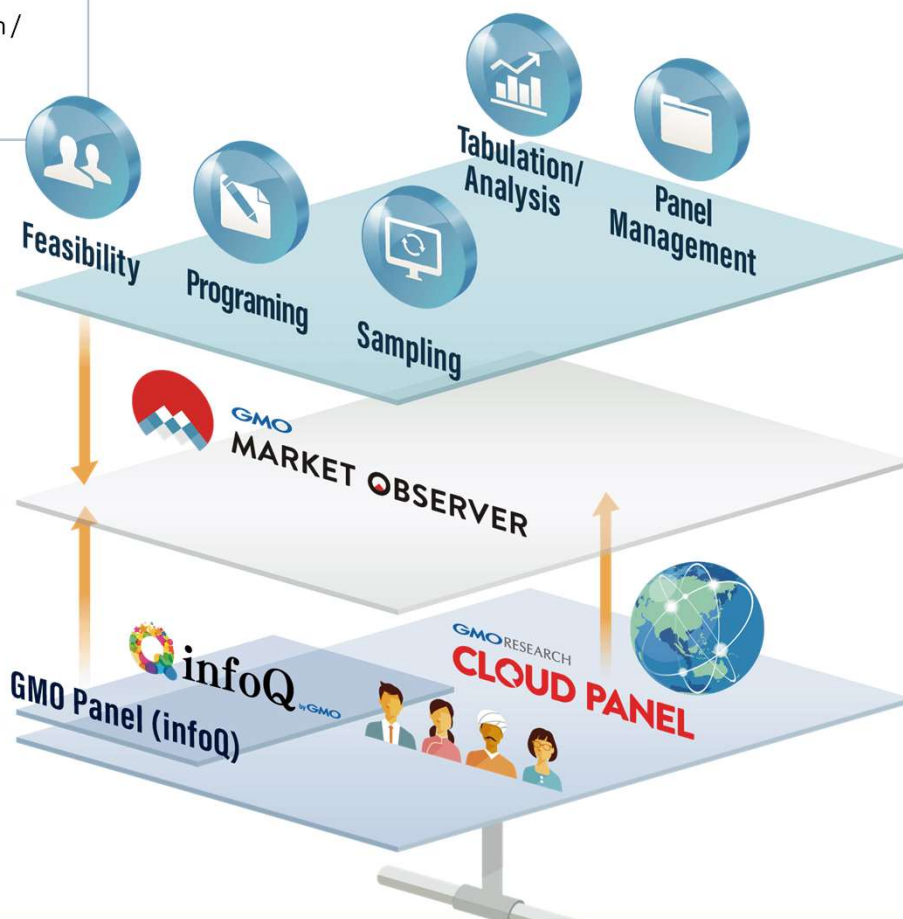 n /
Tabulation/
Analysis
Panel
Management
Feasibility
Programing
Sampling
GMO
MARKET OBSERVER
infoQ
by GMO
GMO Panel (infoQ)
GMO RESEARCH
CLOUD PANEL